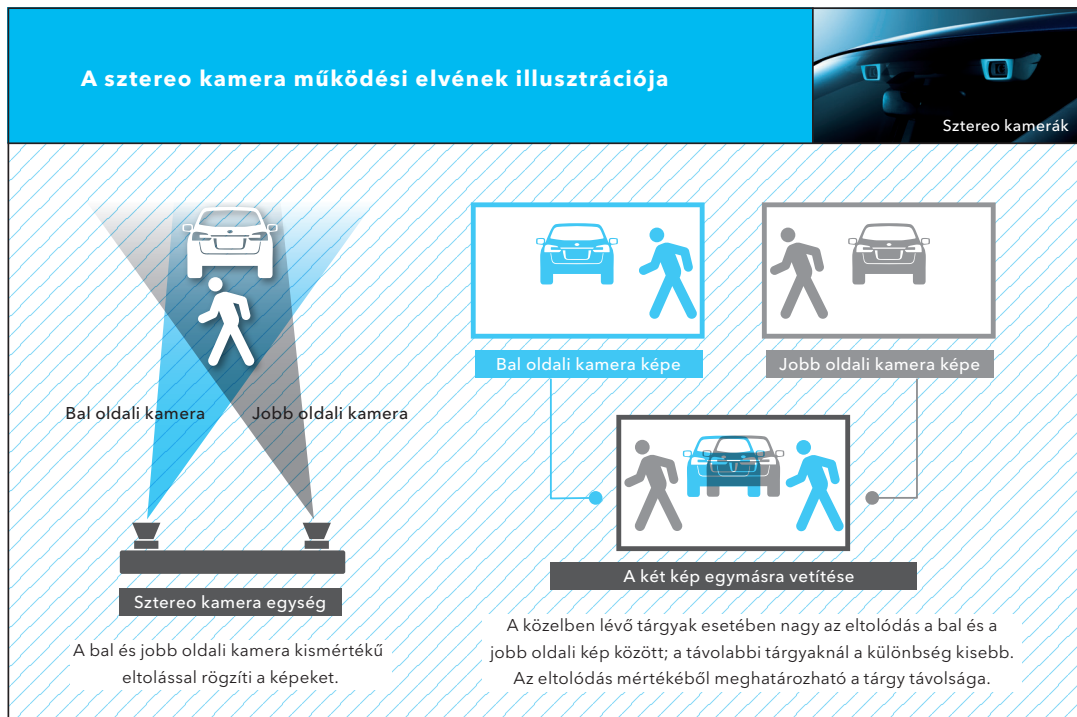 A sztereo kamera működési elvének illusztrációja
Sztereo kamerák
Bal oldali kamera
Jobb oldali kamera
Sztereo kamera egység
A bal és jobb oldali kamera kismértékű
eltolással rögzíti a képeket.
Bal oldali kamera képe
Jobb oldali kamera képe
A két kép egymásra vetítése
A közelben lévő tárgyak esetében nagy az eltolódás a bal és a
jobb oldali kép között; a távolabbi tárgyaknál a különbség kisebb.
Az eltolódás mértékéből meghatározható a tárgy távolsága.